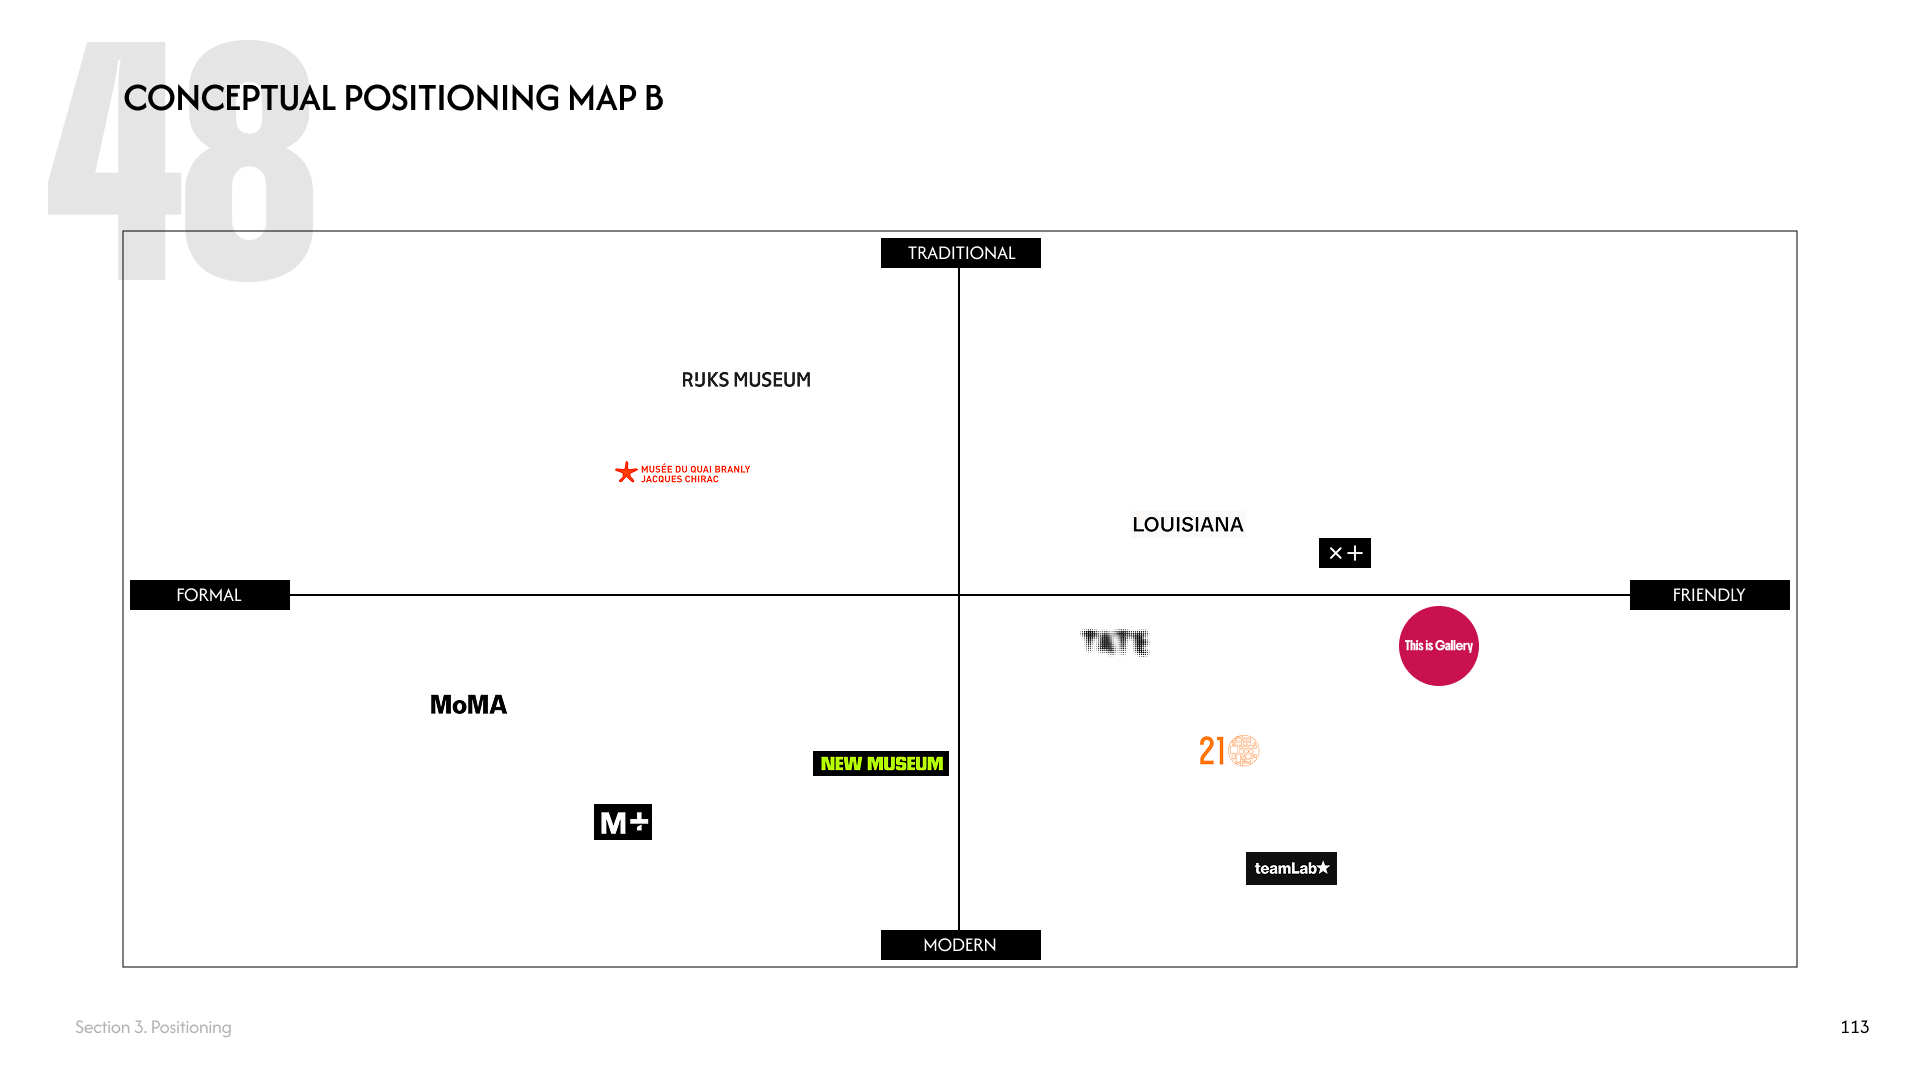 48
CONCEPTUAL POSITIONING MAP B
TRADITIONAL
RIJKS MUSEUM
MUSÉE DU QUAI BRANLY
JACQUES CHIRAC
LOUISIANA
×+
FORMAL
FRIENDLY
TATE
This is Gallery
MoMA
21
NEW MUSEUM
M+
teamLab★
MODERN
Section 3. Positioning
113